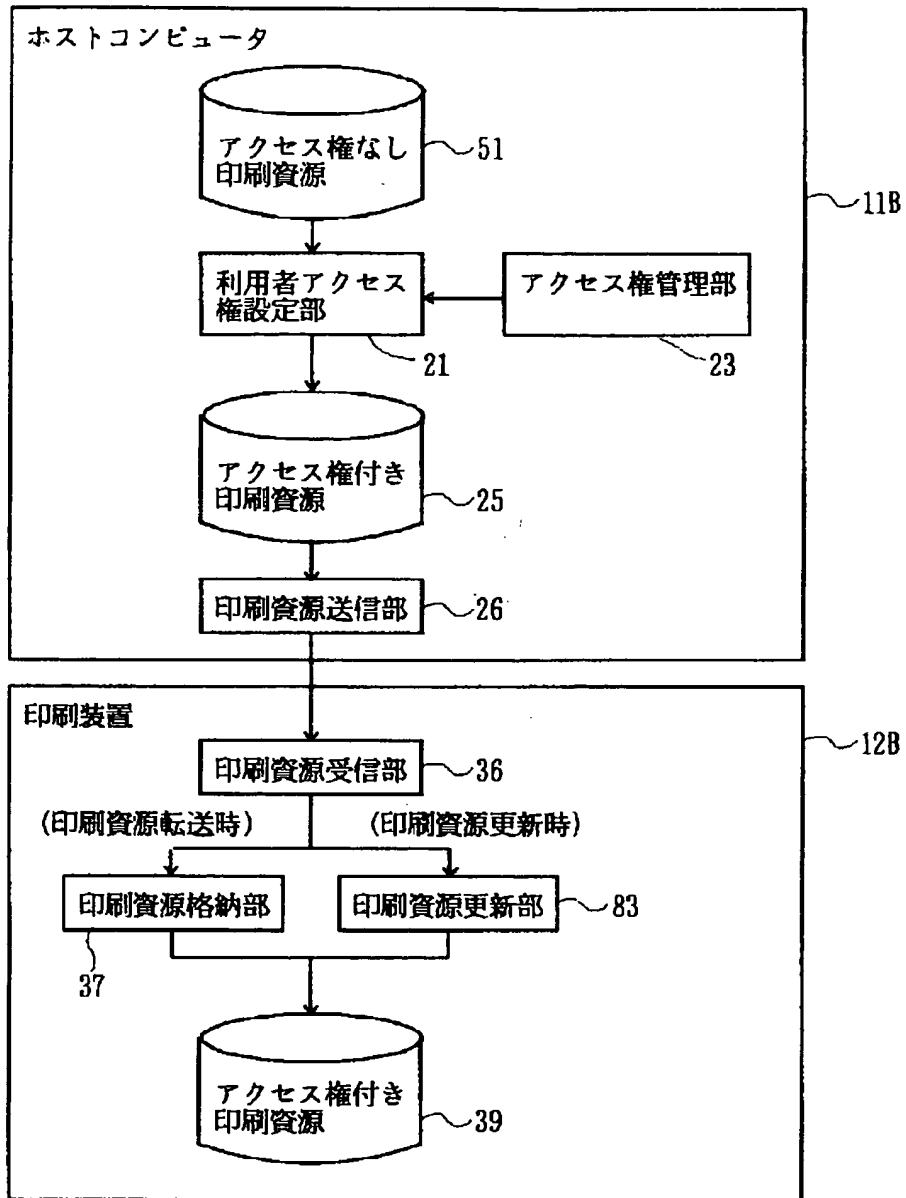 ホストコンピュータ
アクセス権なし
印刷資源
51
11B
利用者アクセス
権設定部
21
アクセス権管理部
23
アクセス権付き
印刷資源
25
印刷資源送信部
26
印刷装置
12B
印刷資源受信部
36
(印刷資源転送時)
(印刷資源更新時)
印刷資源格納部
37
印刷資源更新部
83
アクセス権付き
印刷資源
39